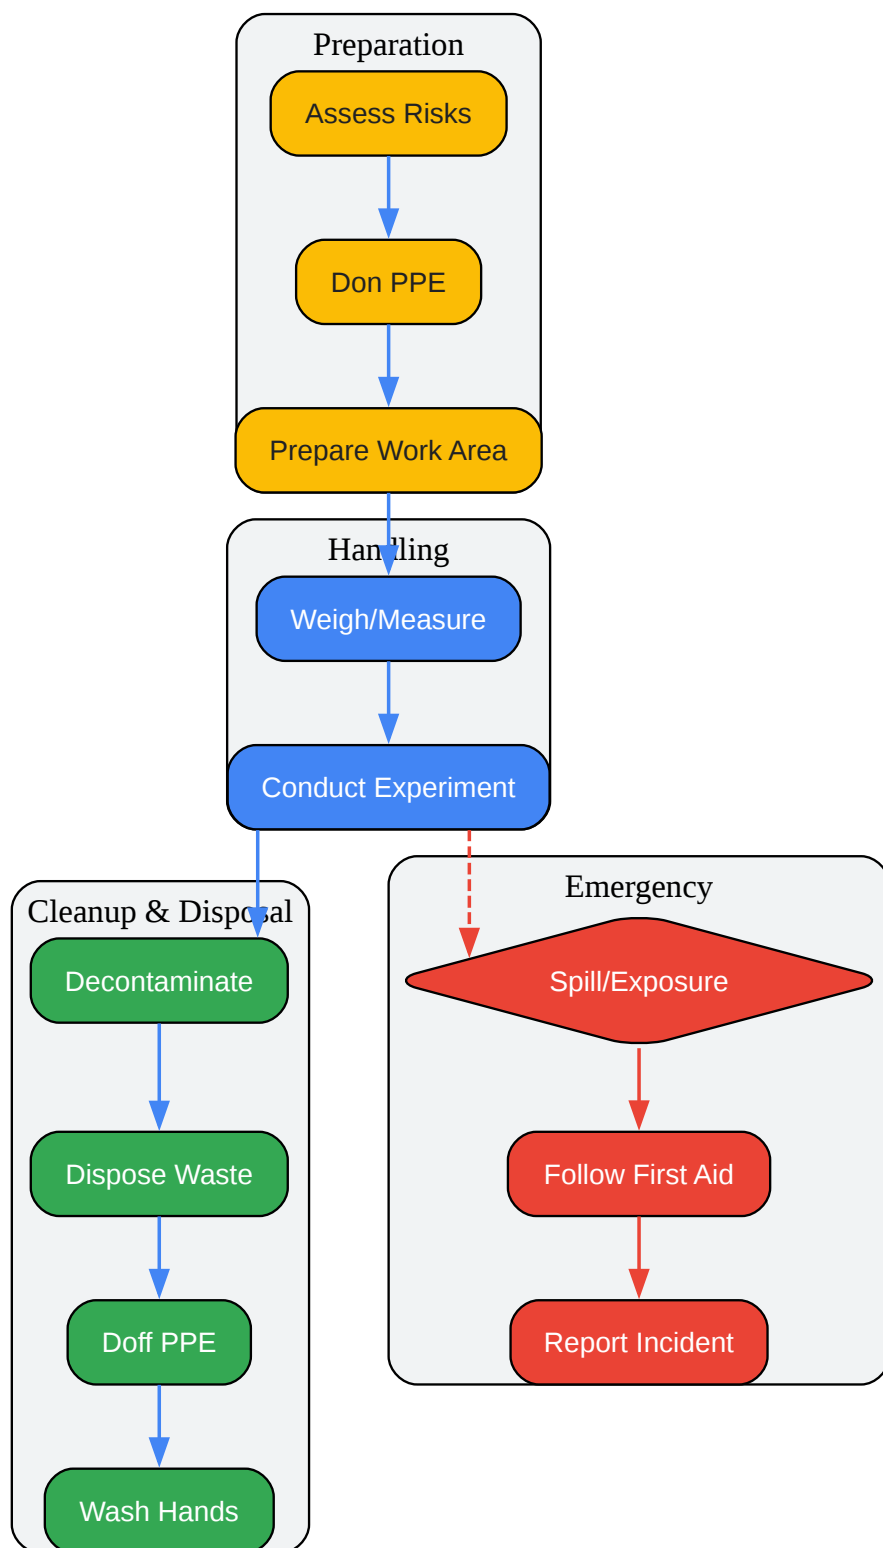 Preparation
Assess Risks
Don PPE
Prepare Work Area
Handling
Weigh/Measure
Conduct Experiment
Cleanup & Disposal
Decontaminate
Dispose Waste
Doff PPE
Wash Hands
Emergency
Spill/Exposure
Follow First Aid
Report Incident